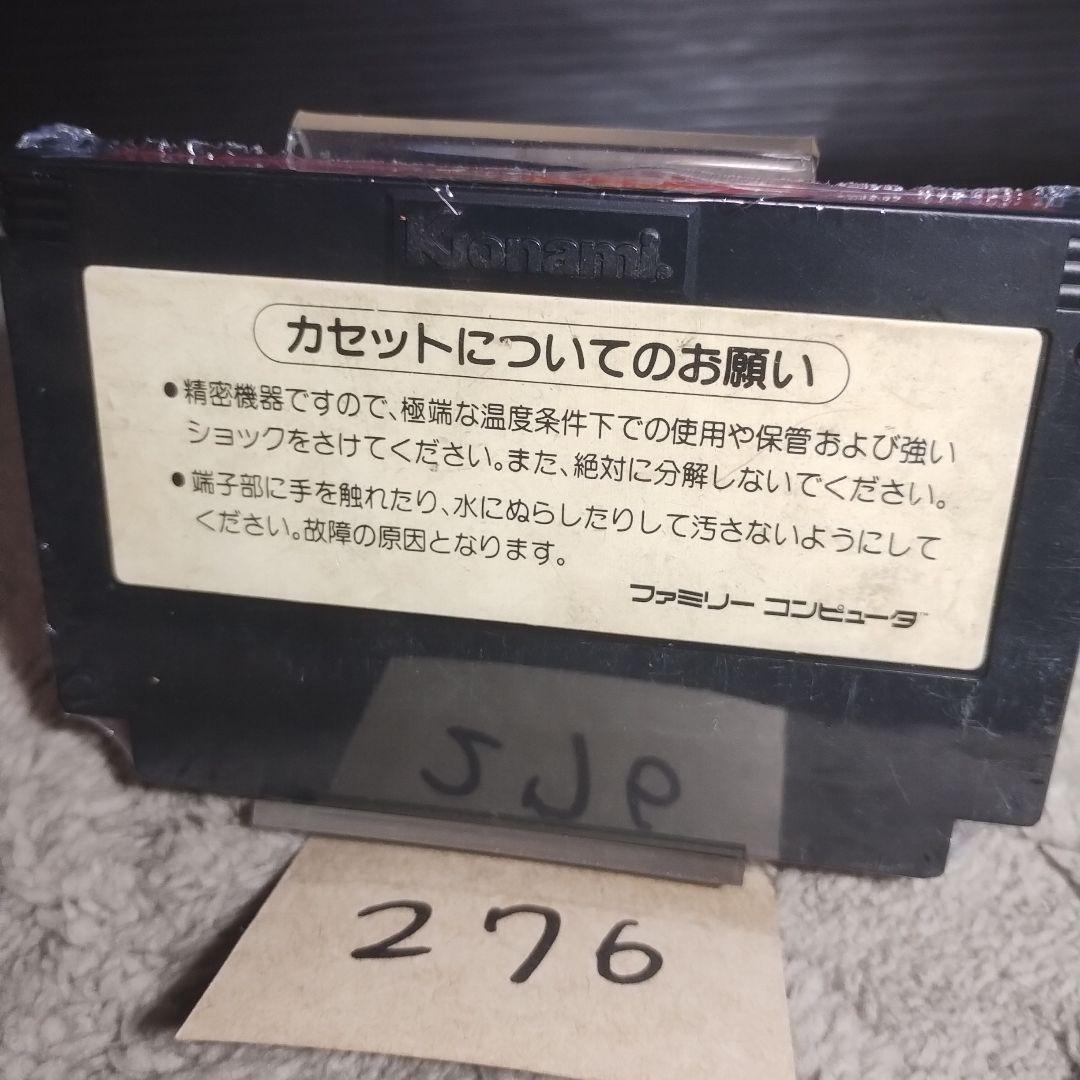 Konami®
カセットについてのお願い
●精密機器ですので、極端な温度条件下での使用や保管および強い
ショックをさけてください。また、絶対に分解しないでください。
●端子部に手を触れたり、水にぬらしたりして汚さないようにして
ください。故障の原因となります。
ファミリー コンピュータ™
276